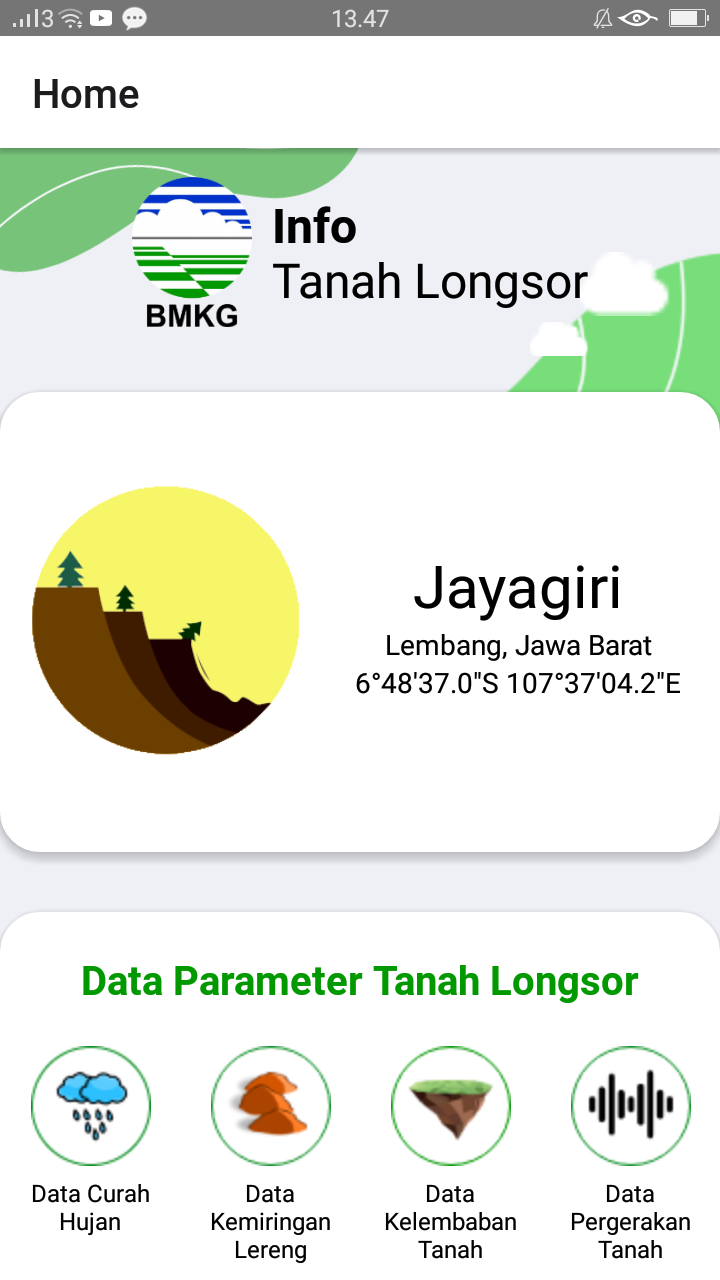 3
13.47
Home
BMKG
Info
Tanah Longsor
Jayagiri
Lembang, Jawa Barat
6°48'37.0"S 107°37'04.2"E
Data Parameter Tanah Longsor
Data Curah
Hujan
Data
Kemiringan
Lereng
Data
Kelembaban
Tanah
Data
Pergerakan
Tanah